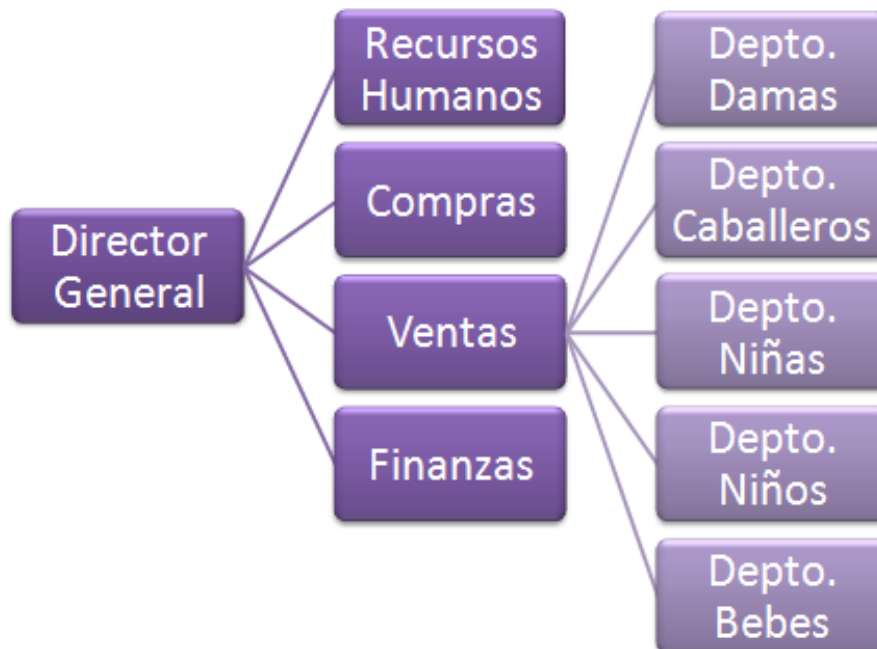 Director
General
Recursos
Humanos
Compras
Ventas
Finanzas
Depto.
Damas
Depto.
Caballeros
Depto.
Niñas
Depto.
Niños
Depto.
Bebes